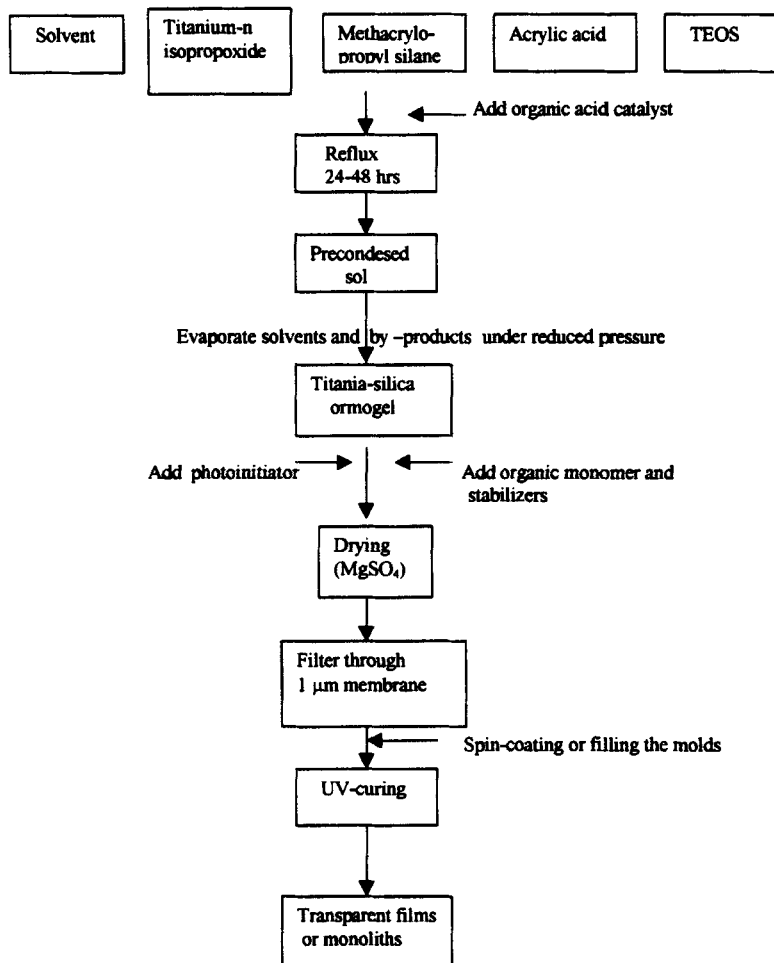 Solvent
Titanium-n
isopropoxide
Methacrylo-
propyl silane
Acrylic acid
TEOS
Add organic acid catalyst
Reflux
24-48 hrs
Precondesed
sol
Evaporate solvents and by –products under reduced pressure
Titania-silica
ormogel
Add photoinitiator
Add organic monomer and
stabilizers
Drying
(MgSO₄)
Filter through
1 μm membrane
Spin-coating or filling the molds
UV-curing
Transparent films
or monoliths